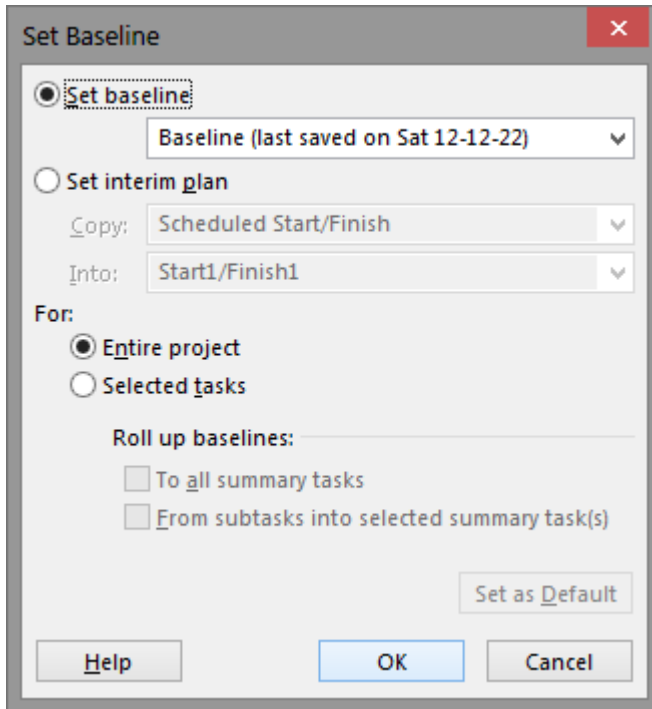 Set Baseline
Set baseline
Baseline (last saved on Sat 12-12-22)
Set interim plan
Copy: Scheduled Start/Finish
Into: Start1/Finish1
For:
Entire project
Selected tasks
Roll up baselines:
To all summary tasks
From subtasks into selected summary task(s)
Set as Default
Help OK Cancel